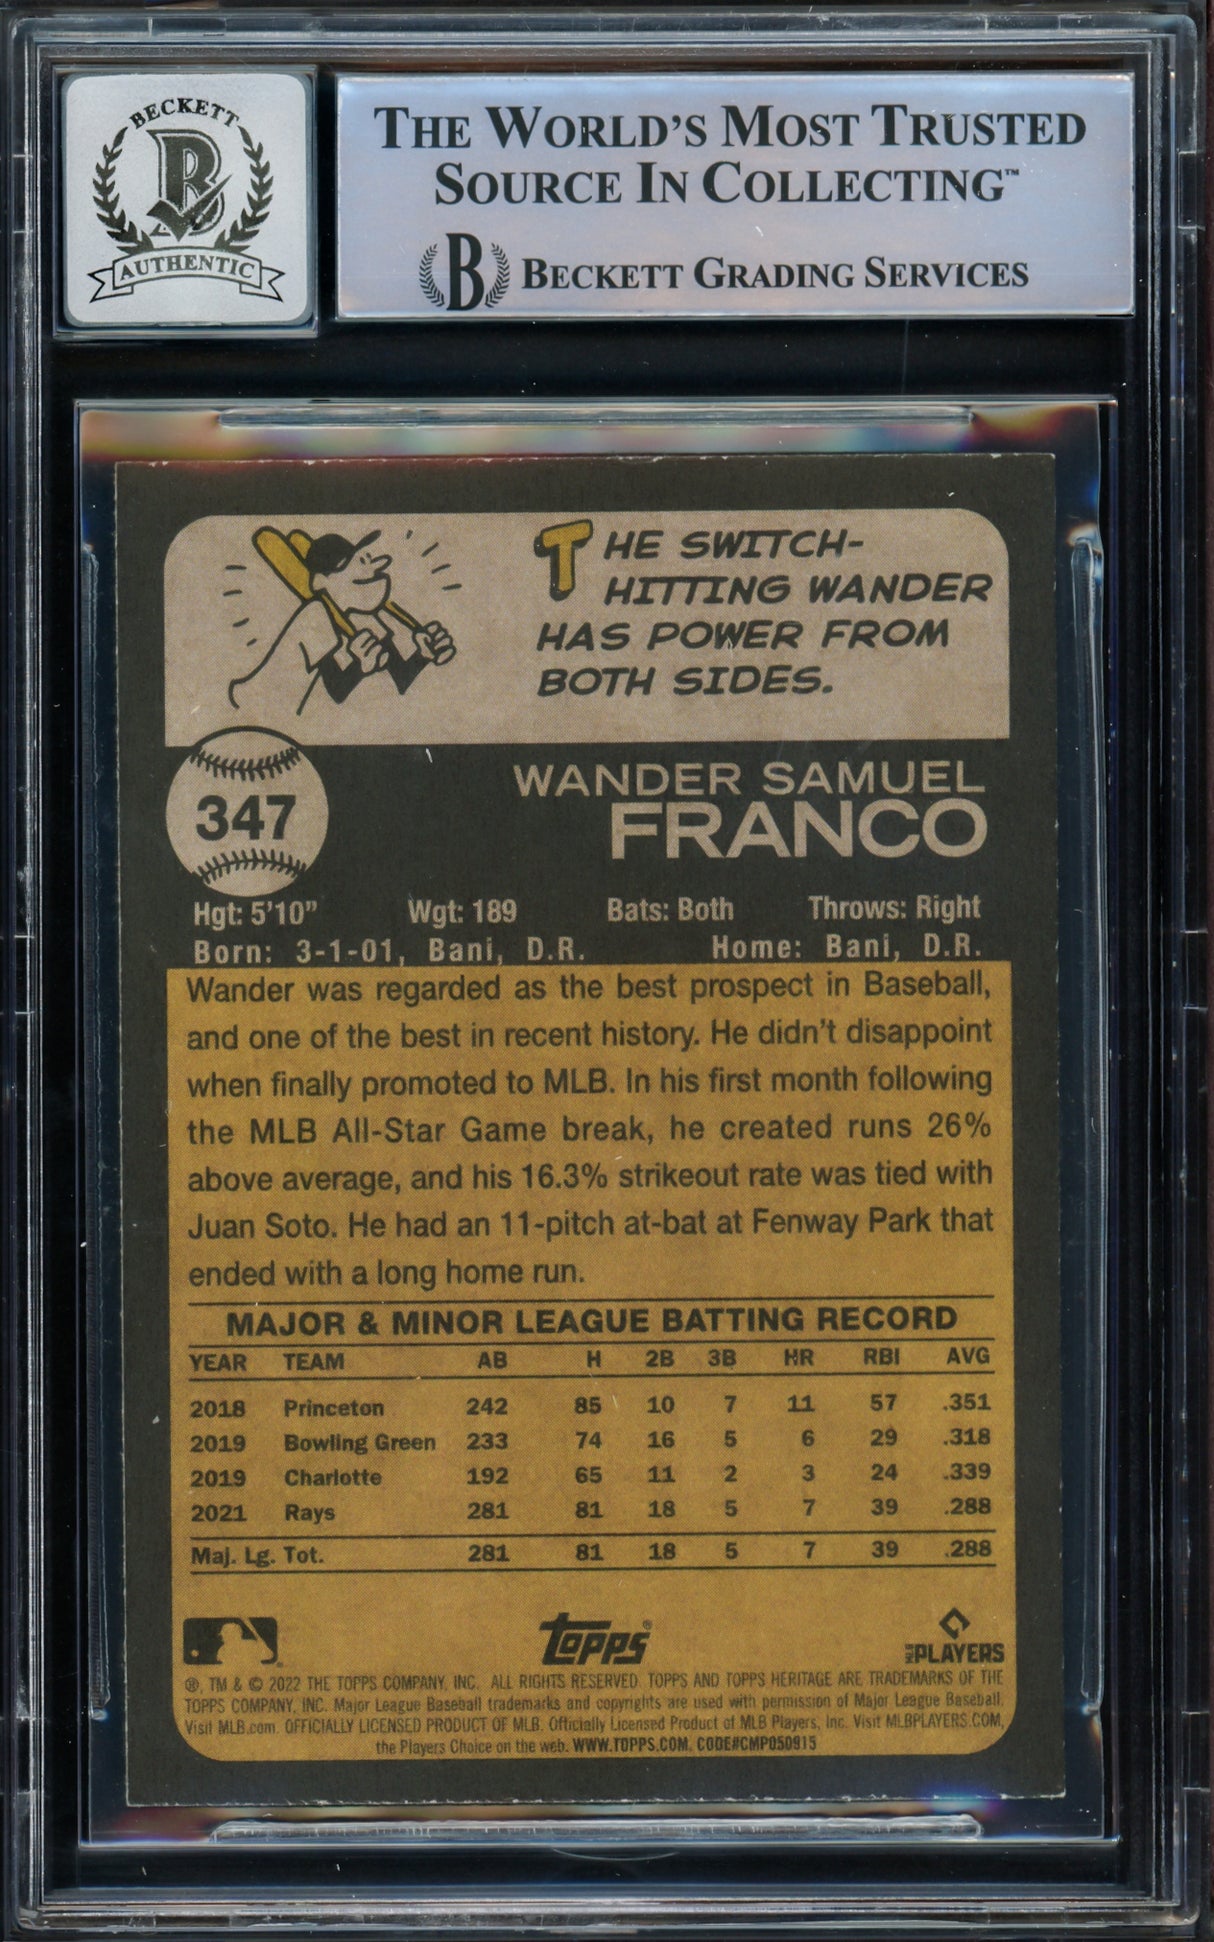 BECKETT
AUTHENTIC
THE WORLD'S MOST TRUSTED
SOURCE IN COLLECTING™
B BECKETT GRADING SERVICES
THE SWITCH-
HITTING WANDER
HAS POWER FROM
BOTH SIDES.
347
WANDER SAMUEL
FRANCO
Hgt: 5'10" Wgt: 189 Bats: Both Throws: Right
Born: 3-1-01, Bani, D.R. Home: Bani, D.R.
Wander was regarded as the best prospect in Baseball,
and one of the best in recent history. He didn't disappoint
when finally promoted to MLB. In his first month following
the MLB All-Star Game break, he created runs 26%
above average, and his 16.3% strikeout rate was tied with
Juan Soto. He had an 11-pitch at-bat at Fenway Park that
ended with a long home run.
MAJOR & MINOR LEAGUE BATTING RECORD
YEAR TEAM AB H 2B 3B HR RBI AVG
2018 Princeton 242 85 10 7 11 57 .351
2019 Bowling Green 233 74 16 5 6 29 .318
2019 Charlotte 192 65 11 2 3 24 .339
2021 Rays 281 81 18 5 7 39 .288
Maj. Lg. Tot. 281 81 18 5 7 39 .288
Topps®
MLB PLAYERS
®, TM & © 2022 THE TOPPS COMPANY, INC. ALL RIGHTS RESERVED. TOPPS AND TOPPS HERITAGE ARE TRADEMARKS OF THE
TOPPS COMPANY, INC. Major League Baseball trademarks and copyrights are used with permission of Major League Baseball.
Visit MLB.com. OFFICIALLY LICENSED PRODUCT OF MLB. Officially Licensed Product of MLB Players, Inc. Visit MLBPLAYERS.COM,
the Players Choice on the web. WWW.TOPPS.COM. CODE#CMP050915